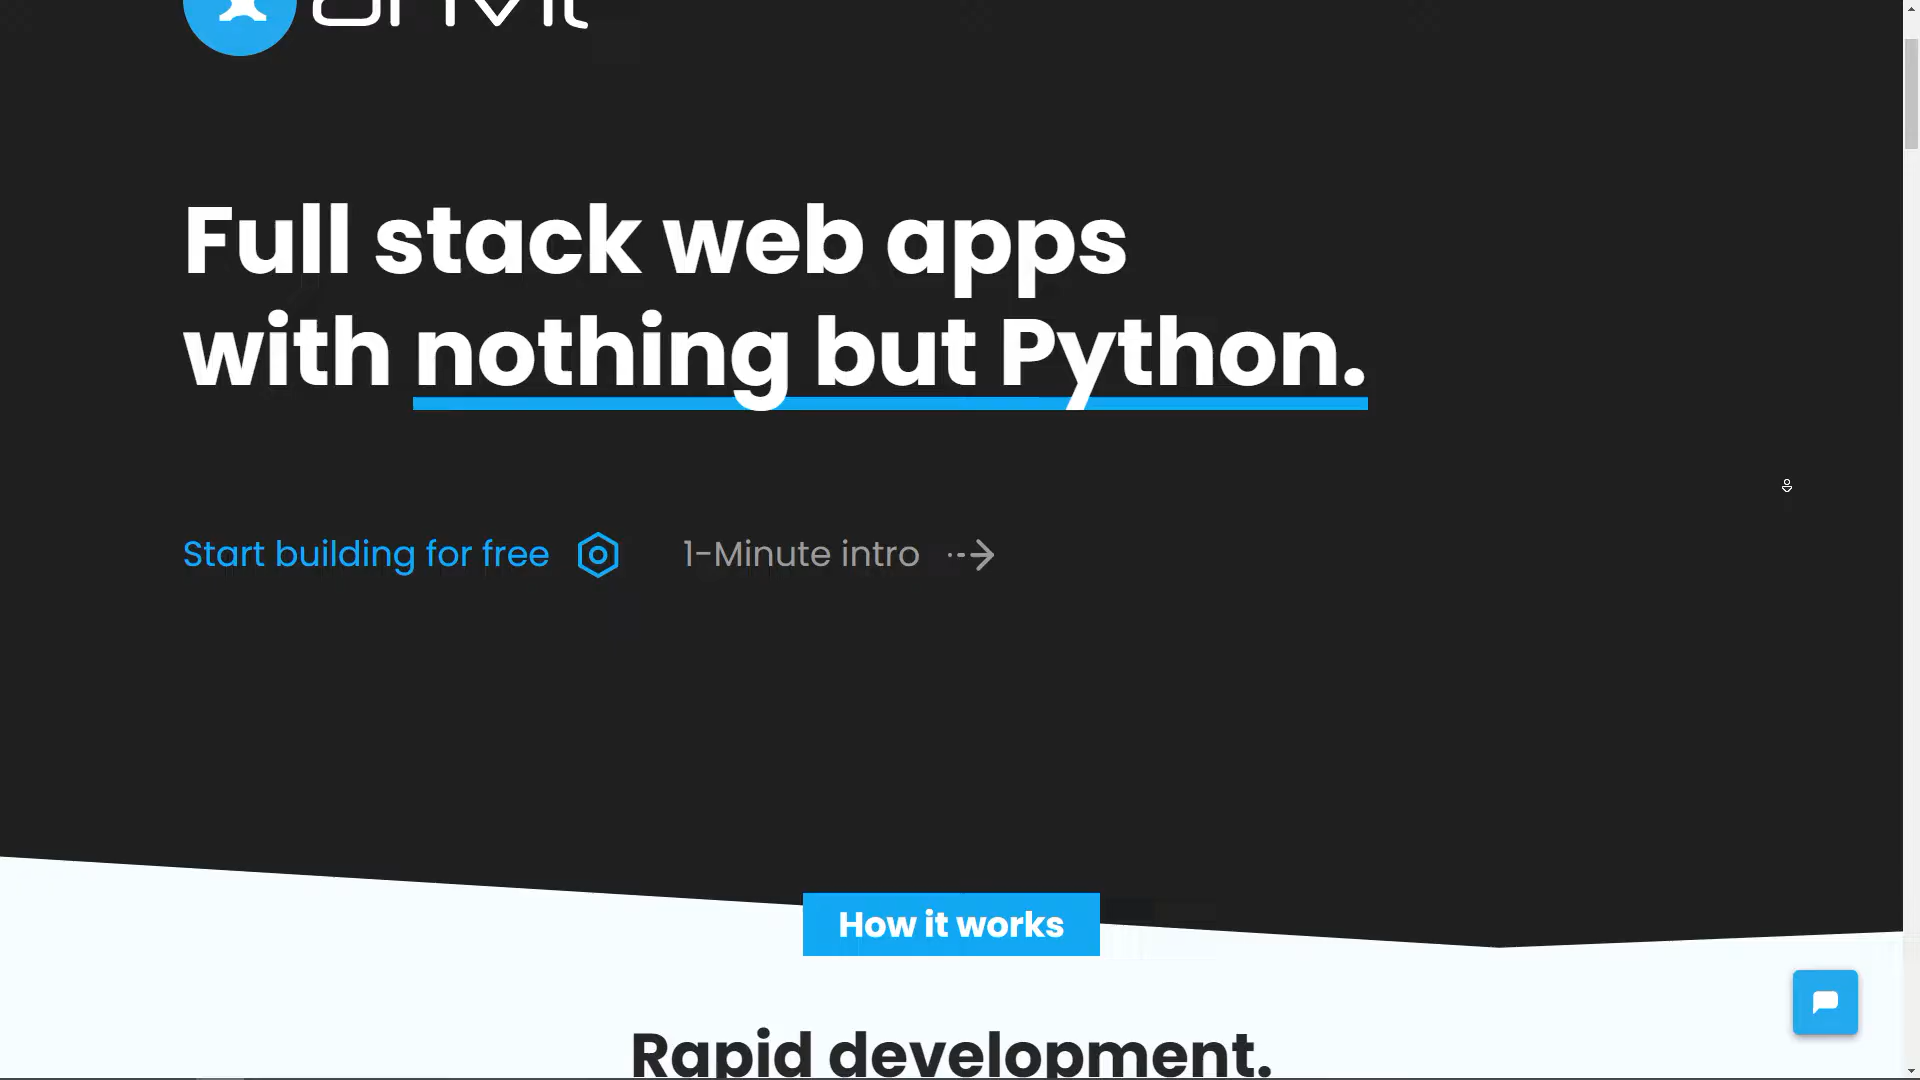 anvil
Full stack web apps
with nothing but Python.
Start building for free
1-Minute intro
How it works
Rapid development.